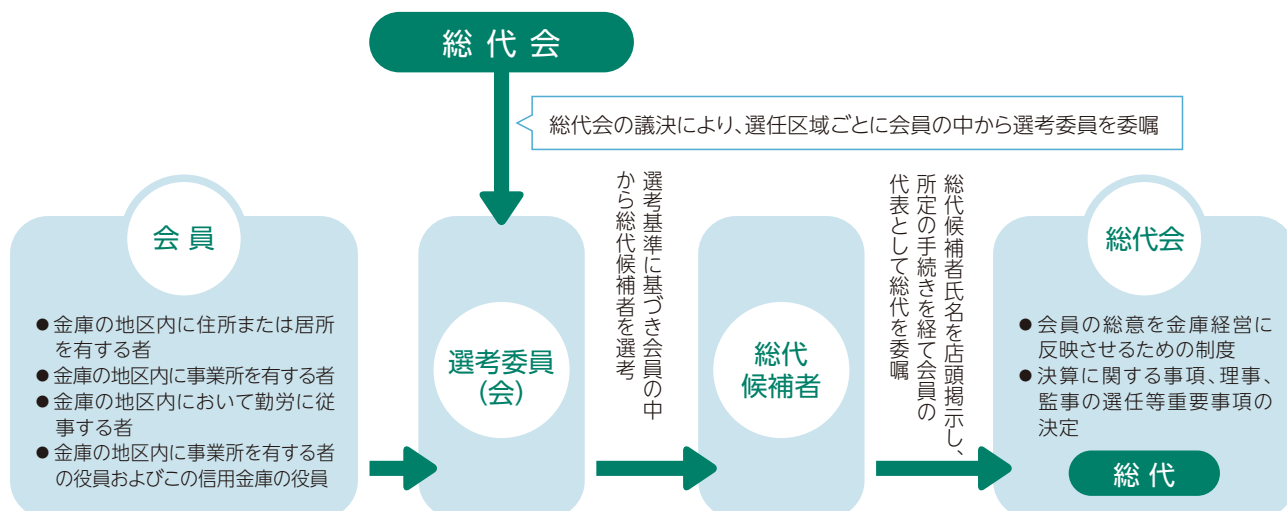 総代会
総代会の議決により、選任区域ごとに会員の中から選考委員を委嘱
会員
●金庫の地区内に住所または居所
を有する者
●金庫の地区内に事業所を有する者
●金庫の地区内において勤労に従
事する者
●金庫の地区内に事業所を有する者
の役員およびこの信用金庫の役員
選考委員
(会)
選考基準に基づき会員の中
から総代候補者を選考
総代
候補者
総代候補者氏名を店頭掲示し、
所定の手続きを経て会員の
代表として総代を委嘱
総代会
●会員の総意を金庫経営に
反映させるための制度
●決算に関する事項、理事、
監事の選任等重要事項の
決定
総代